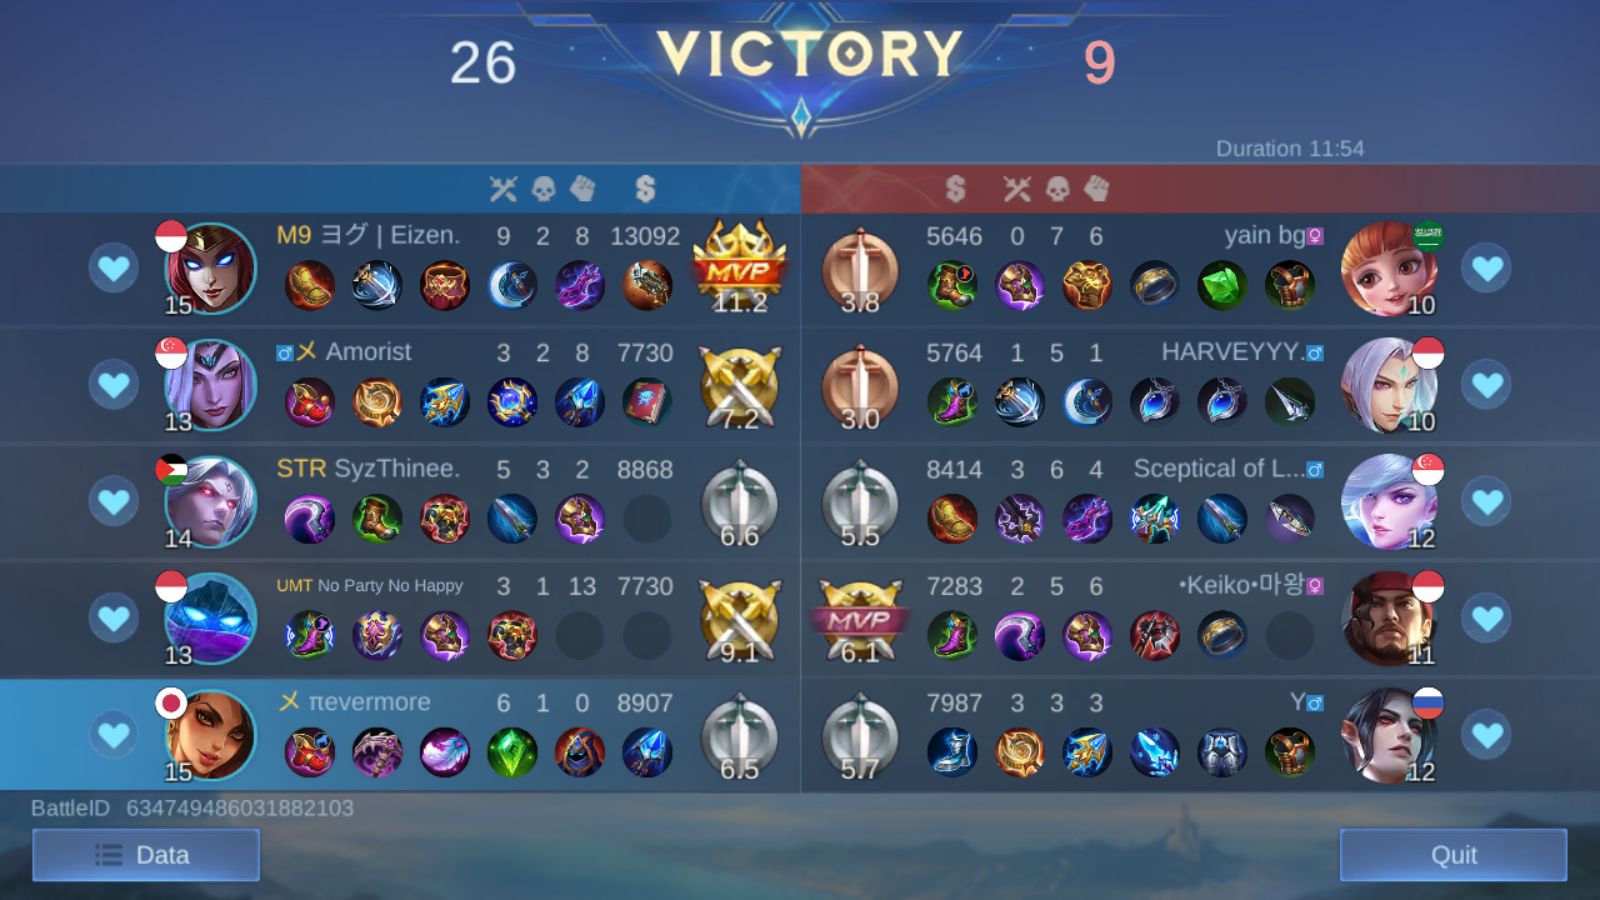 26 VICTORY 9
Duration 11:54
M9 ヨグ | Eizen. 9 2 8 13092 MVP 11.2 15
3.8 5646 0 7 6 yain bg 10
メ Amorist 3 2 8 7730 7.2 13
3.0 5764 1 5 1 HARVEYYY. 10
STR SyzThinee. 5 3 2 8868 6.6 14
5.5 8414 3 6 4 Sceptical of L... 12
UMT No Party No Happy 3 1 13 7730 9.1 13
MVP 6.1 7283 2 5 6 •Keiko•마왕 11
メ πevermore 6 1 0 8907 6.5 15
5.7 7987 3 3 3 Y 12
BattleID 634749486031882103
Data
Quit